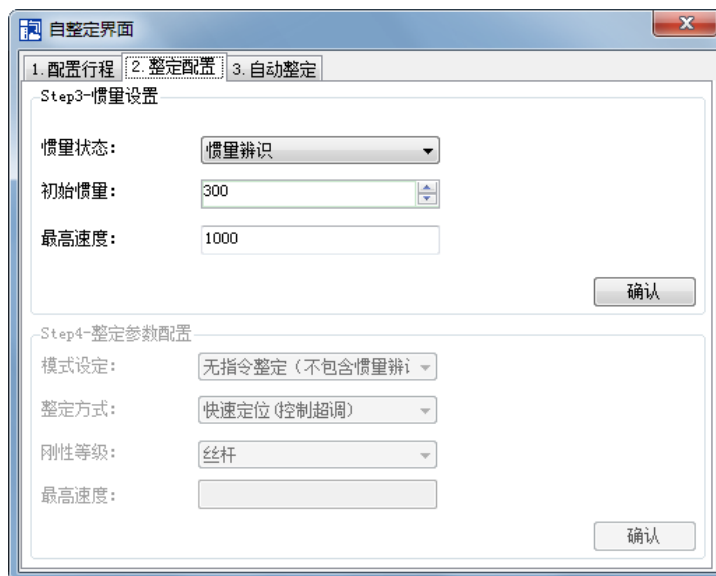 自整定界面
1.配置行程 2.整定配置 3.自动整定
Step3-惯量设置
惯量状态： 惯量辨识
初始惯量： 300
最高速度： 1000
确认
Step4-整定参数配置
模式设定： 无指令整定（不包含惯量辨
整定方式： 快速定位(控制超调)
刚性等级： 丝杆
最高速度：
确认